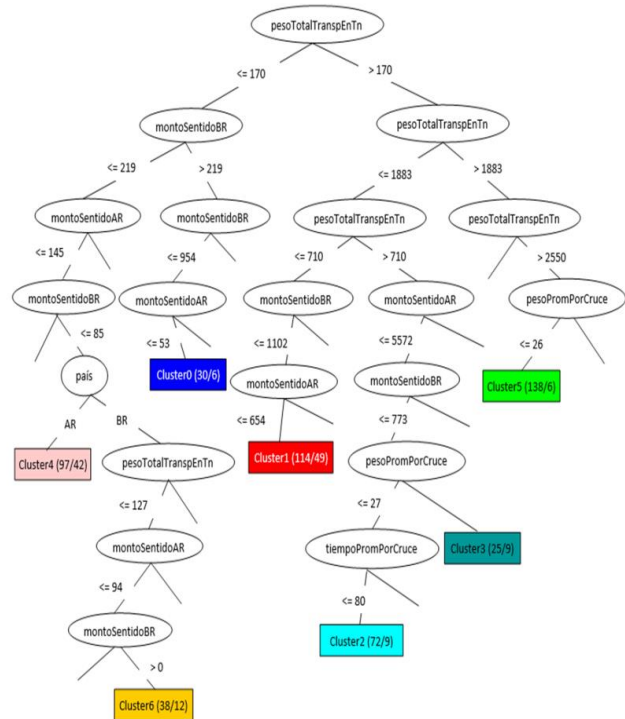 pesoTotalTranspEnTn
<= 170
> 170
montoSentidoBR
pesoTotalTranspEnTn
<= 219
> 219
<= 1883
> 1883
montoSentidoAR
montoSentidoBR
pesoTotalTranspEnTn
pesoTotalTranspEnTn
<= 145
<= 954
<= 710
> 710
> 2550
montoSentidoBR
montoSentidoAR
montoSentidoBR
montoSentidoAR
pesoPromPorCruce
<= 85
<= 53
<= 1102
<= 5572
<= 26
país
Cluster0 (30/6)
montoSentidoAR
montoSentidoBR
Cluster5 (138/6)
AR
BR
<= 654
<= 773
Cluster4 (97/42)
pesoTotalTranspEnTn
Cluster1 (114/49)
pesoPromPorCruce
<= 127
<= 27
montoSentidoAR
tiempoPromPorCruce
Cluster3 (25/9)
<= 94
<= 80
montoSentidoBR
Cluster2 (72/9)
> 0
Cluster6 (38/12)